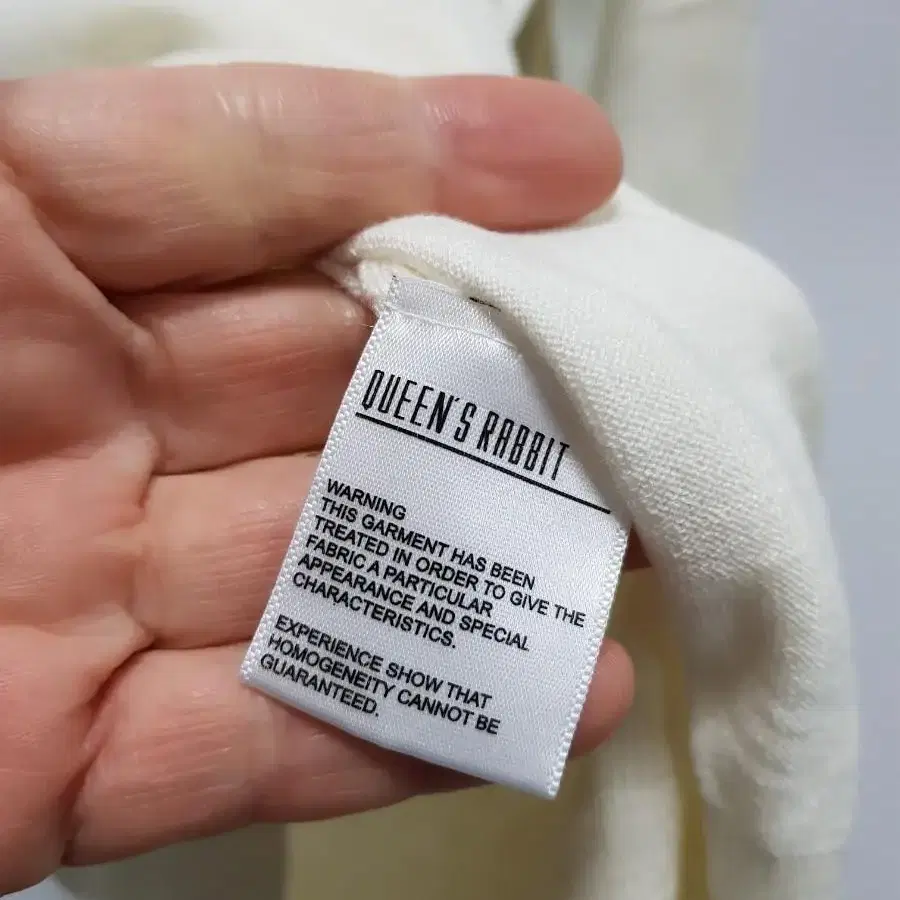 QUEEN'S RABBIT
WARNING
THIS GARMENT HAS BEEN
TREATED IN ORDER TO GIVE THE
FABRIC A PARTICULAR
APPEARANCE AND SPECIAL
CHARACTERISTICS.
EXPERIENCE SHOW THAT
HOMOGENEITY CANNOT BE
GUARANTEED.